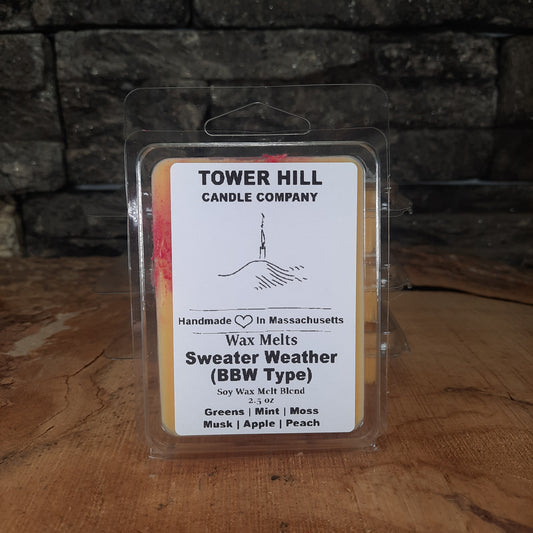 TOWER HILL
CANDLE COMPANY
Handmade In Massachusetts
Wax Melts
Sweater Weather
(BBW Type)
Soy Wax Melt Blend
2.5 oz
Greens | Mint | Moss
Musk | Apple | Peach